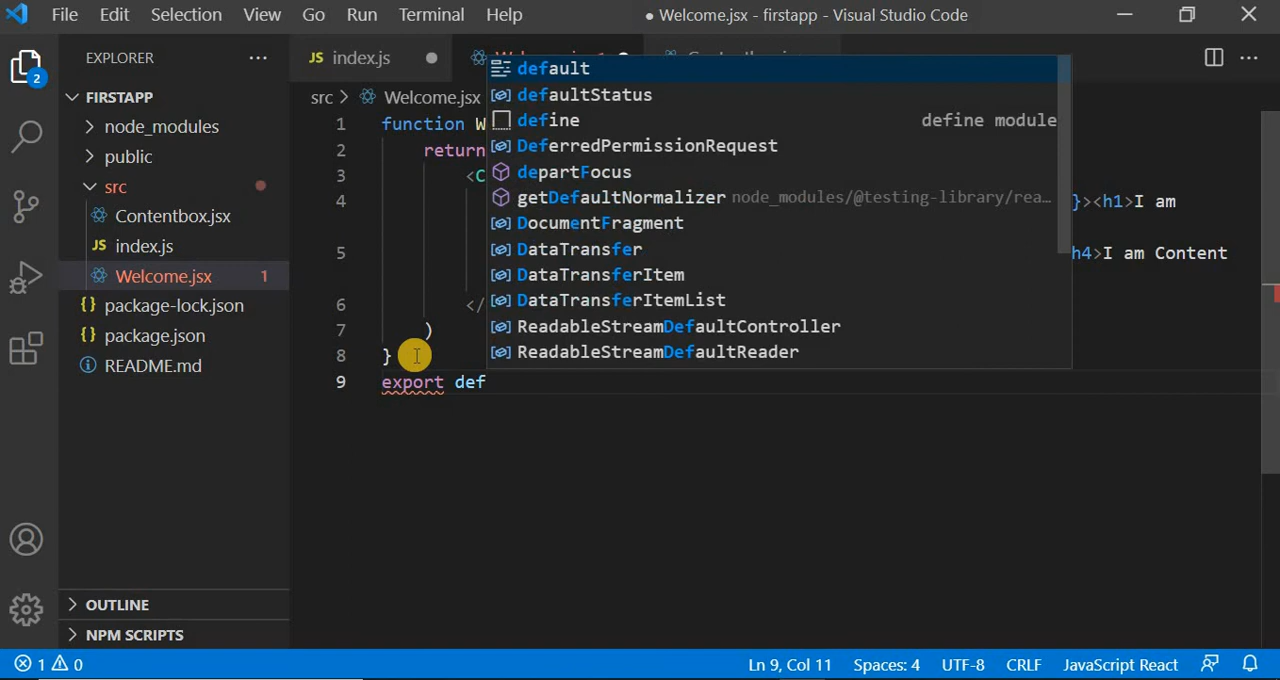 File Edit Selection View Go Run Terminal Help ● Welcome.jsx - firstapp - Visual Studio Code
EXPLORER ···
JS index.js
2
FIRSTAPP
src > Welcome.jsx
node_modules
public
src
Contentbox.jsx
JS index.js
Welcome.jsx 1
{} package-lock.json
{} package.json
README.md
OUTLINE
NPM SCRIPTS
1 function W
2 return
3 <C
4 }><h1>I am
5 h4>I am Content
6 </
7 )
8 }
9 export def
default
defaultStatus
define define module
DeferredPermissionRequest
departFocus
getDefaultNormalizer node_modules/@testing-library/rea...
DocumentFragment
DataTransfer
DataTransferItem
DataTransferItemList
ReadableStreamDefaultController
ReadableStreamDefaultReader
1 0 Ln 9, Col 11 Spaces: 4 UTF-8 CRLF JavaScript React